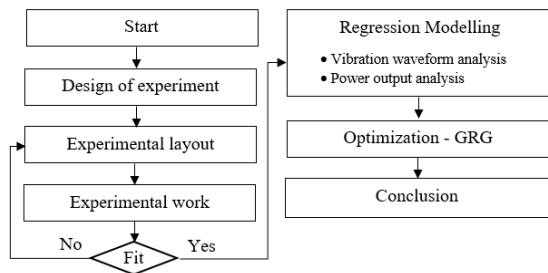 Start
Design of experiment
Experimental layout
Experimental work
No
Fit
Yes
Regression Modelling
• Vibration waveform analysis
• Power output analysis
Optimization - GRG
Conclusion